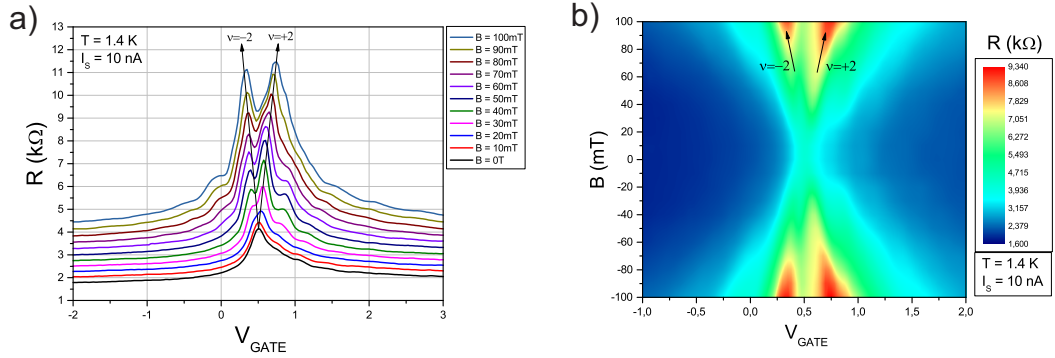 a)
13
12
11
10
9
8
7
6
5
4
3
2
1
R (kΩ)
T = 1.4 K
I_S = 10 nA
ν=-2
ν=+2
-2
-1
0
1
2
3
V_GATE
B = 100mT
B = 90mT
B = 80mT
B = 70mT
B = 60mT
B = 50mT
B = 40mT
B = 30mT
B = 20mT
B = 10mT
B = 0T
b)
100
80
60
40
20
0
-20
-40
-60
-80
-100
B (mT)
ν=-2
ν=+2
-1,0
-0,5
0,0
0,5
1,0
1,5
2,0
V_GATE
R (kΩ)
9,340
8,608
7,829
7,051
6,272
5,493
4,715
3,936
3,157
2,379
1,600
T = 1.4 K
I_S = 10 nA